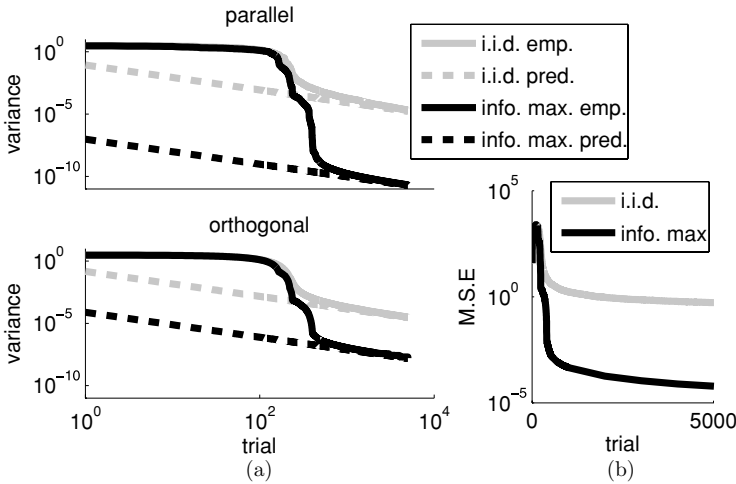 parallel
10^0
10^-5
10^-10
variance
i.i.d. emp.
i.i.d. pred.
info. max. emp.
info. max. pred.
orthogonal
10^0
10^-5
10^-10
variance
10^0
10^2
10^4
trial
(a)
i.i.d.
info. max
10^5
10^0
10^-5
M.S.E
0
5000
trial
(b)